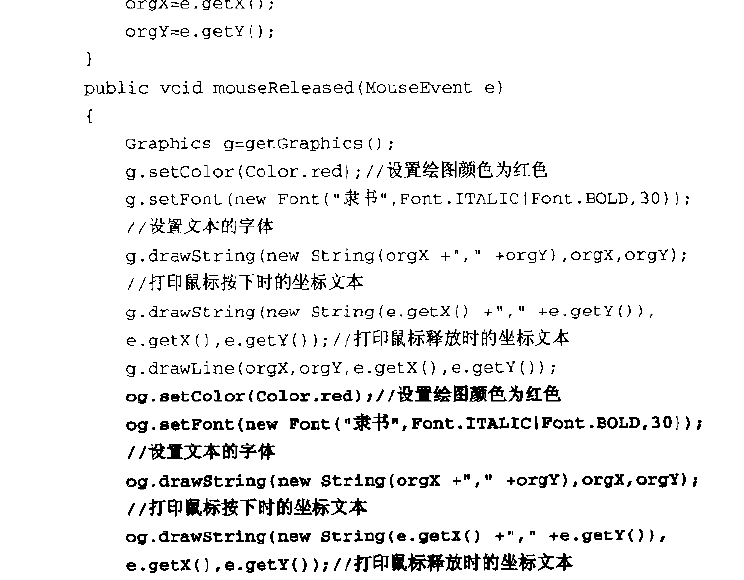 orgX=e.getX();
orgY=e.getY();
}
public void mouseReleased(MouseEvent e)
{
Graphics g=getGraphics();
g.setColor(Color.red);//设置绘图颜色为红色
g.setFont(new Font("隶书",Font.ITALIC|Font.BOLD,30));
//设置文本的字体
g.drawString(new String(orgX +"," +orgY),orgX,orgY);
//打印鼠标按下时的坐标文本
g.drawString(new String(e.getX() +"," +e.getY()),
e.getX(),e.getY());//打印鼠标释放时的坐标文本
g.drawLine(orgX,orgY,e.getX(),e.getY());
og.setColor(Color.red);//设置绘图颜色为红色
og.setFont(new Font("隶书",Font.ITALIC|Font.BOLD,30));
//设置文本的字体
og.drawString(new String(orgX +"," +orgY),orgX,orgY);
//打印鼠标按下时的坐标文本
og.drawString(new String(e.getX() +"," +e.getY()),
e.getX(),e.getY());//打印鼠标释放时的坐标文本